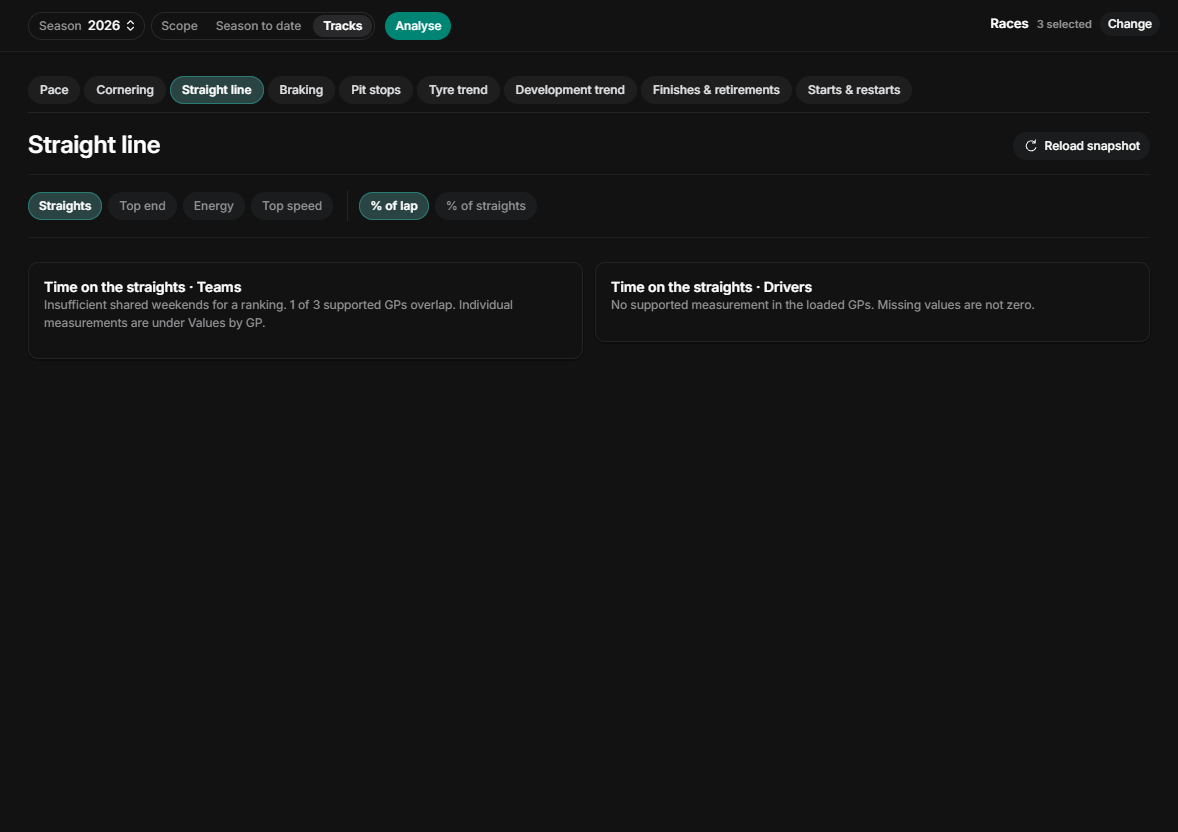 Season 2026
Scope Season to date Tracks
Analyse
Races 3 selected Change
Pace Cornering Straight line Braking Pit stops Tyre trend Development trend Finishes & retirements Starts & restarts
Straight line
Reload snapshot
Straights Top end Energy Top speed % of lap % of straights
Time on the straights · Teams
Insufficient shared weekends for a ranking. 1 of 3 supported GPs overlap. Individual
measurements are under Values by GP.
Time on the straights · Drivers
No supported measurement in the loaded GPs. Missing values are not zero.